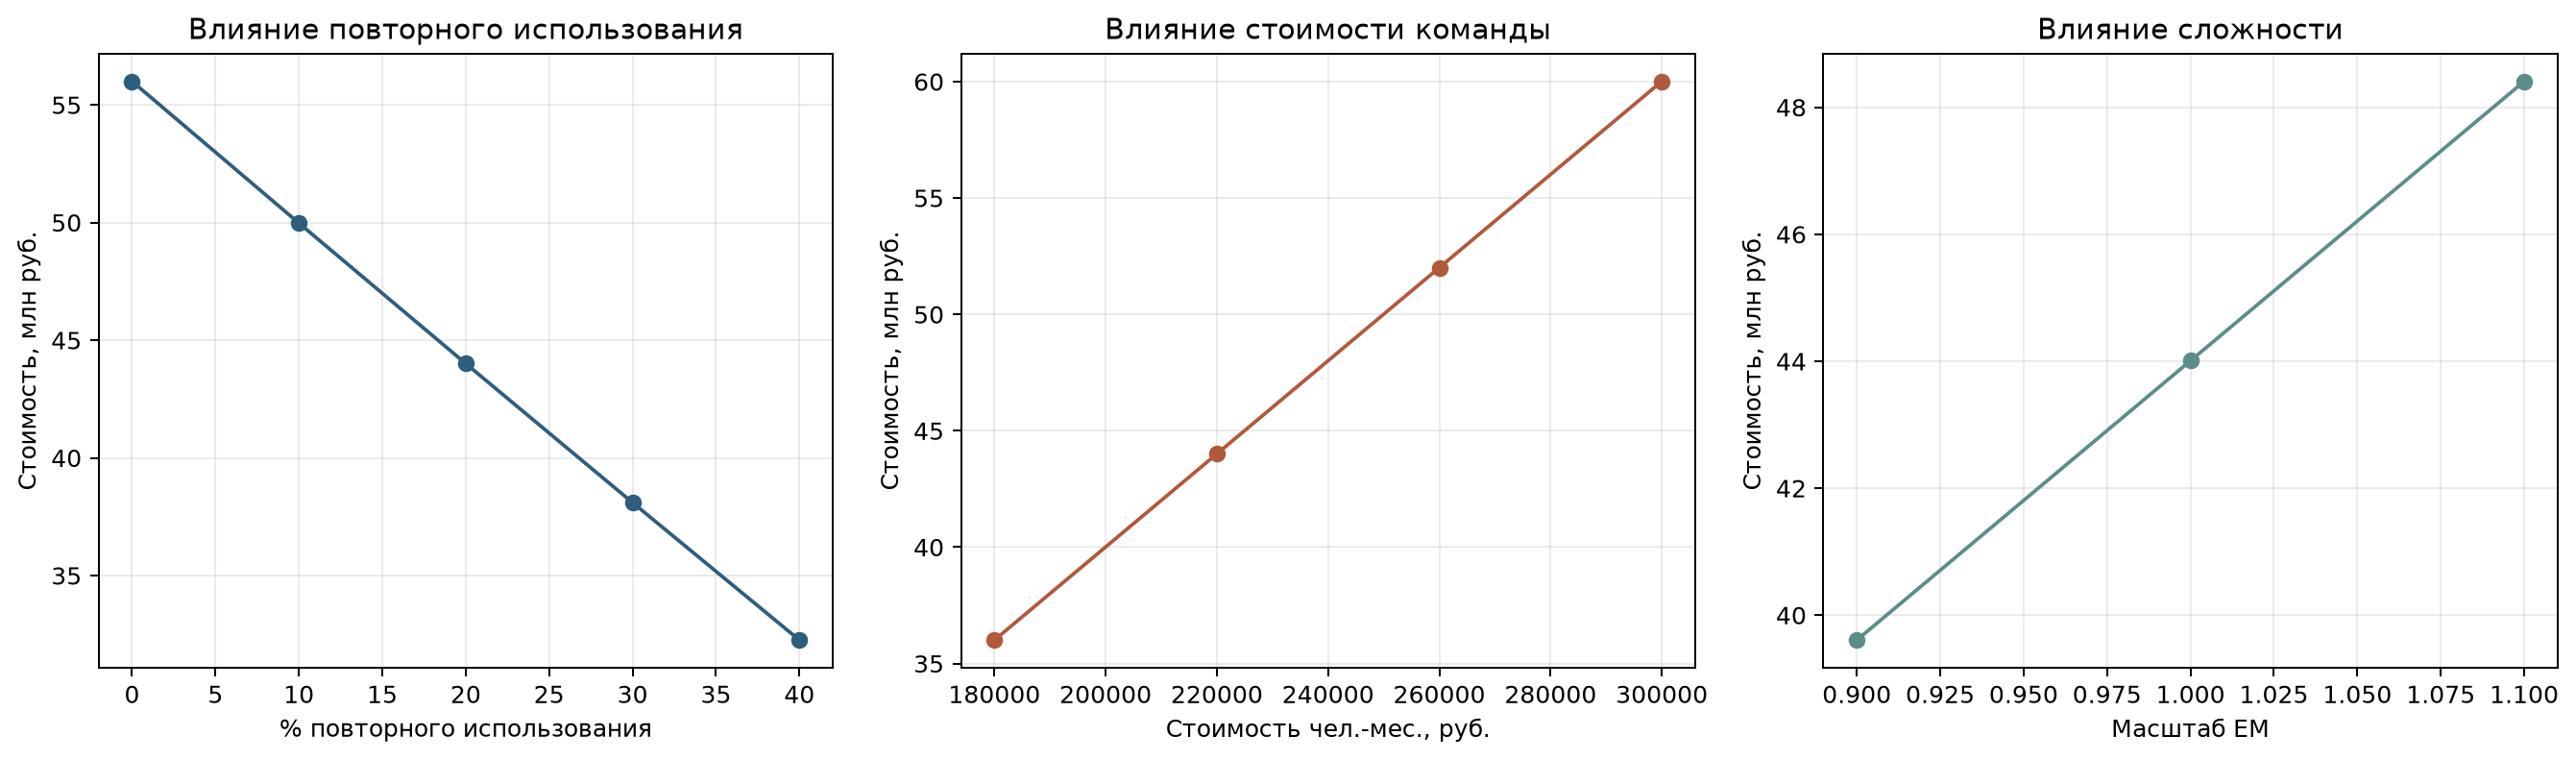 Влияние повторного использования
Стоимость, млн руб.
55
50
45
40
35
0 5 10 15 20 25 30 35 40
% повторного использования
Влияние стоимости команды
Стоимость, млн руб.
60
55
50
45
40
35
180000 200000 220000 240000 260000 280000 300000
Стоимость чел.-мес., руб.
Влияние сложности
Стоимость, млн руб.
48
46
44
42
40
0.900 0.925 0.950 0.975 1.000 1.025 1.050 1.075 1.100
Масштаб EM